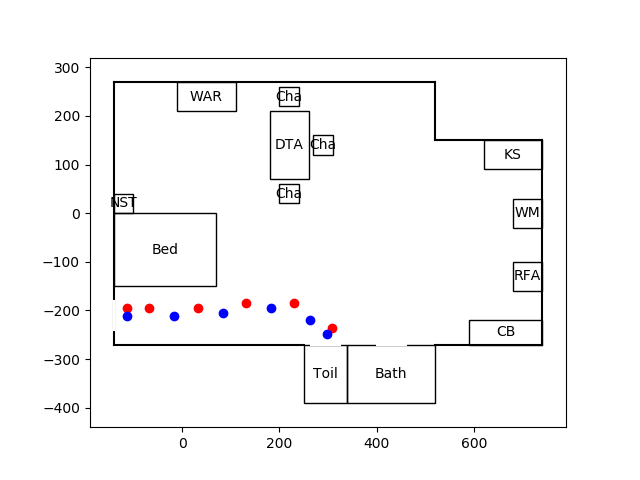 300
200
100
0
−100
−200
−300
−400
0
200
400
600
WAR
Cha
DTA
Cha
Cha
KS
NST
WM
Bed
RFA
CB
Toil
Bath